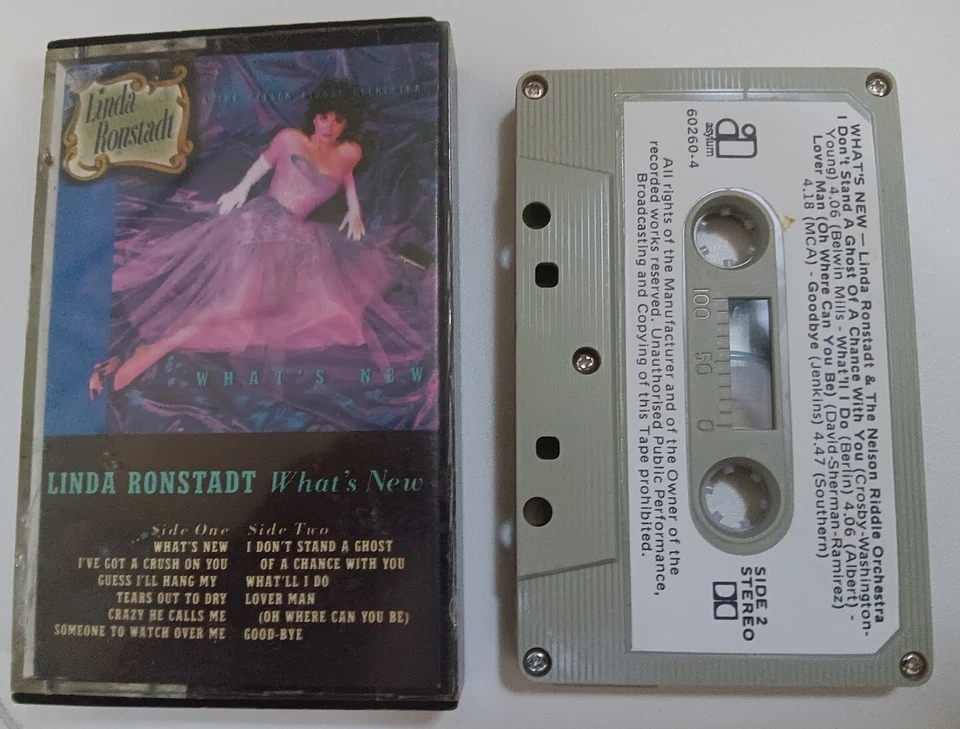 Linda
Ronstadt
& THE NELSON RIDDLE ORCHESTRA
WHAT'S NEW
LINDA RONSTADT What's New
Side One
WHAT'S NEW
I'VE GOT A CRUSH ON YOU
GUESS I'LL HANG MY
TEARS OUT TO DRY
CRAZY HE CALLS ME
SOMEONE TO WATCH OVER ME
Side Two
I DON'T STAND A GHOST
OF A CHANCE WITH YOU
WHAT'LL I DO
LOVER MAN
(OH WHERE CAN YOU BE)
GOOD-BYE
WHAT'S NEW — Linda Ronstadt & The Nelson Riddle Orchestra
I Don't Stand A Ghost Of A Chance With You (Crosby-Washington-
Young) 4.06 (Belwin Mills - What'll I Do (Berlin) 4.06 (Albert) -
Lover Man (Oh Where Can You Be) (David-Sherman-Ramirez)
4.18 (MCA) - Goodbye (Jenkins) 4.47 (Southern)
asylum
60260-4
100 50 0
SIDE 2
STEREO
All rights of the Manufacturer and of the Owner of the
recorded works reserved. Unauthorised Public Performance,
Broadcasting and Copying of this Tape prohibited.